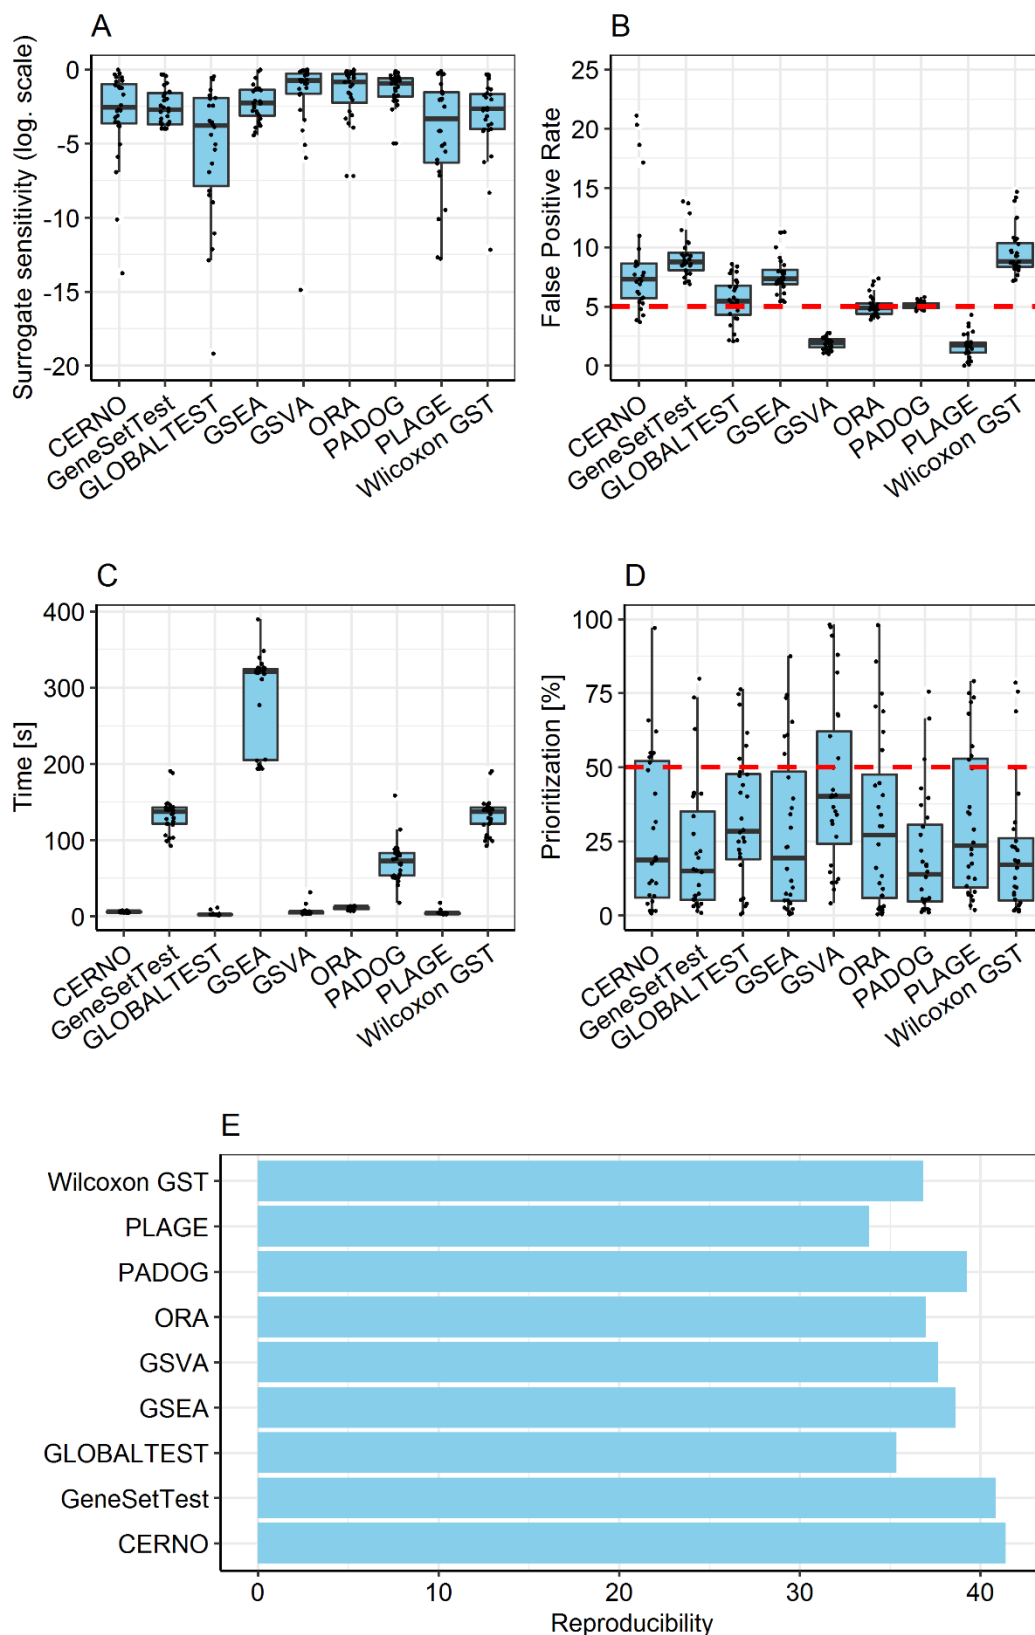 A
Surrogate sensitivity (log. scale)
0
-5
-10
-15
-20
CERNO
GeneSetTest
GLOBALTEST
GSEA
GSVA
ORA
PADOG
PLAGE
Wlicoxon GST
B
False Positive Rate
25
20
15
10
5
0
CERNO
GeneSetTest
GLOBALTEST
GSEA
GSVA
ORA
PADOG
PLAGE
Wlicoxon GST
C
Time [s]
400
300
200
100
0
CERNO
GeneSetTest
GLOBALTEST
GSEA
GSVA
ORA
PADOG
PLAGE
Wilcoxon GST
D
Prioritization [%]
100
75
50
25
0
CERNO
GeneSetTest
GLOBALTEST
GSEA
GSVA
ORA
PADOG
PLAGE
Wilcoxon GST
E
Wilcoxon GST
PLAGE
PADOG
ORA
GSVA
GSEA
GLOBALTEST
GeneSetTest
CERNO
0
10
20
30
40
Reproducibility